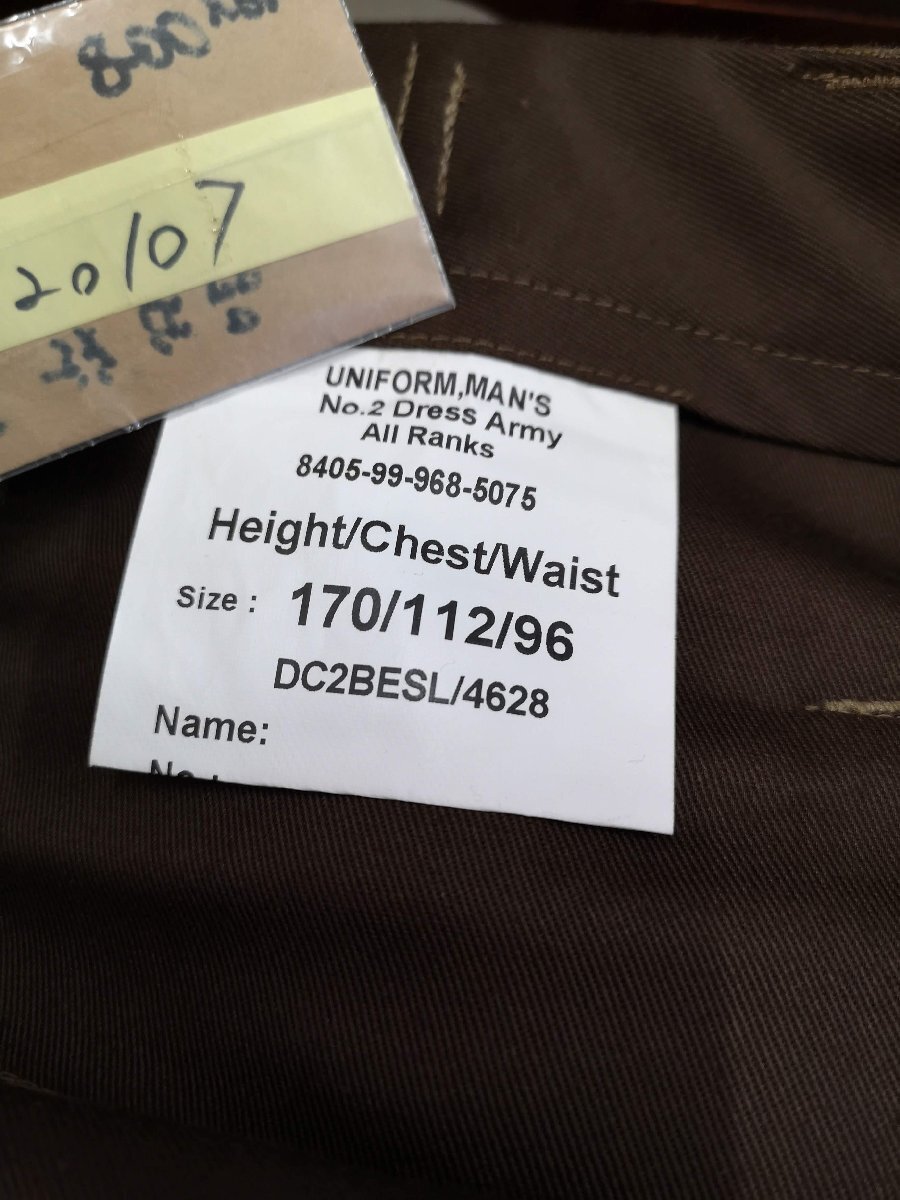 20107
UNIFORM,MAN'S
No.2 Dress Army
All Ranks
8405-99-968-5075
Height/Chest/Waist
Size : 170/112/96
DC2BESL/4628
Name:
No.: